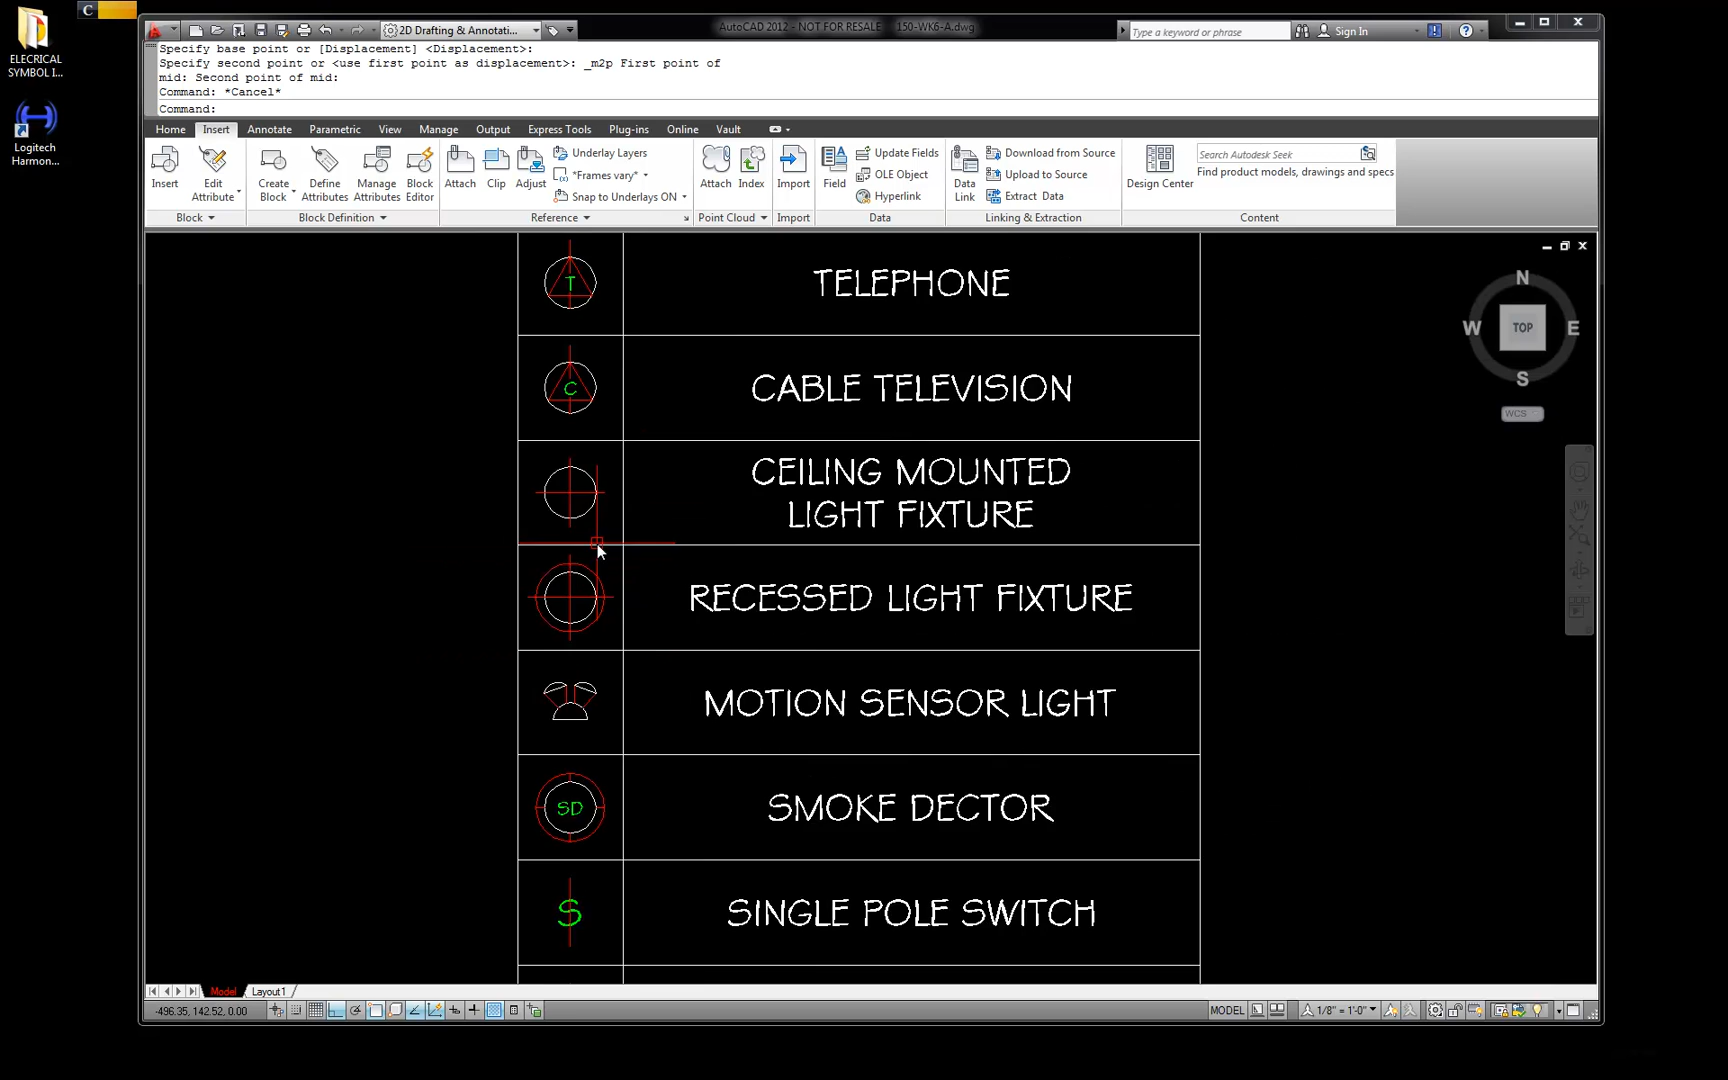 C
ELECRICAL
SYMBOL I...
Logitech
Harmon...
2D Drafting & Annotati...
AutoCAD 2012 - NOT FOR RESALE 150-WK6-A.dwg
Type a keyword or phrase
Sign In
Specify base point or [Displacement] <Displacement>:
Specify second point or <use first point as displacement>: _m2p First point of
mid: Second point of mid:
Command: *Cancel*
Command:
Home Insert Annotate Parametric View Manage Output Express Tools Plug-ins Online Vault
Insert
Edit
Attribute
Create
Block
Define
Attributes
Manage
Attributes
Block
Editor
Attach
Clip
Adjust
Underlay Layers
*Frames vary*
Snap to Underlays ON
Attach
Index
Import
Field
Update Fields
OLE Object
Hyperlink
Data
Link
Download from Source
Upload to Source
Extract Data
Design Center
Search Autodesk Seek
Find product models, drawings and specs
Block
Block Definition
Reference
Point Cloud
Import
Data
Linking & Extraction
Content
T TELEPHONE
C CABLE TELEVISION
CEILING MOUNTED
LIGHT FIXTURE
RECESSED LIGHT FIXTURE
MOTION SENSOR LIGHT
SD SMOKE DECTOR
S SINGLE POLE SWITCH
N
W TOP E
S
WCS
Model Layout1
-496.35, 142.52, 0.00
MODEL
1/8" = 1'-0"